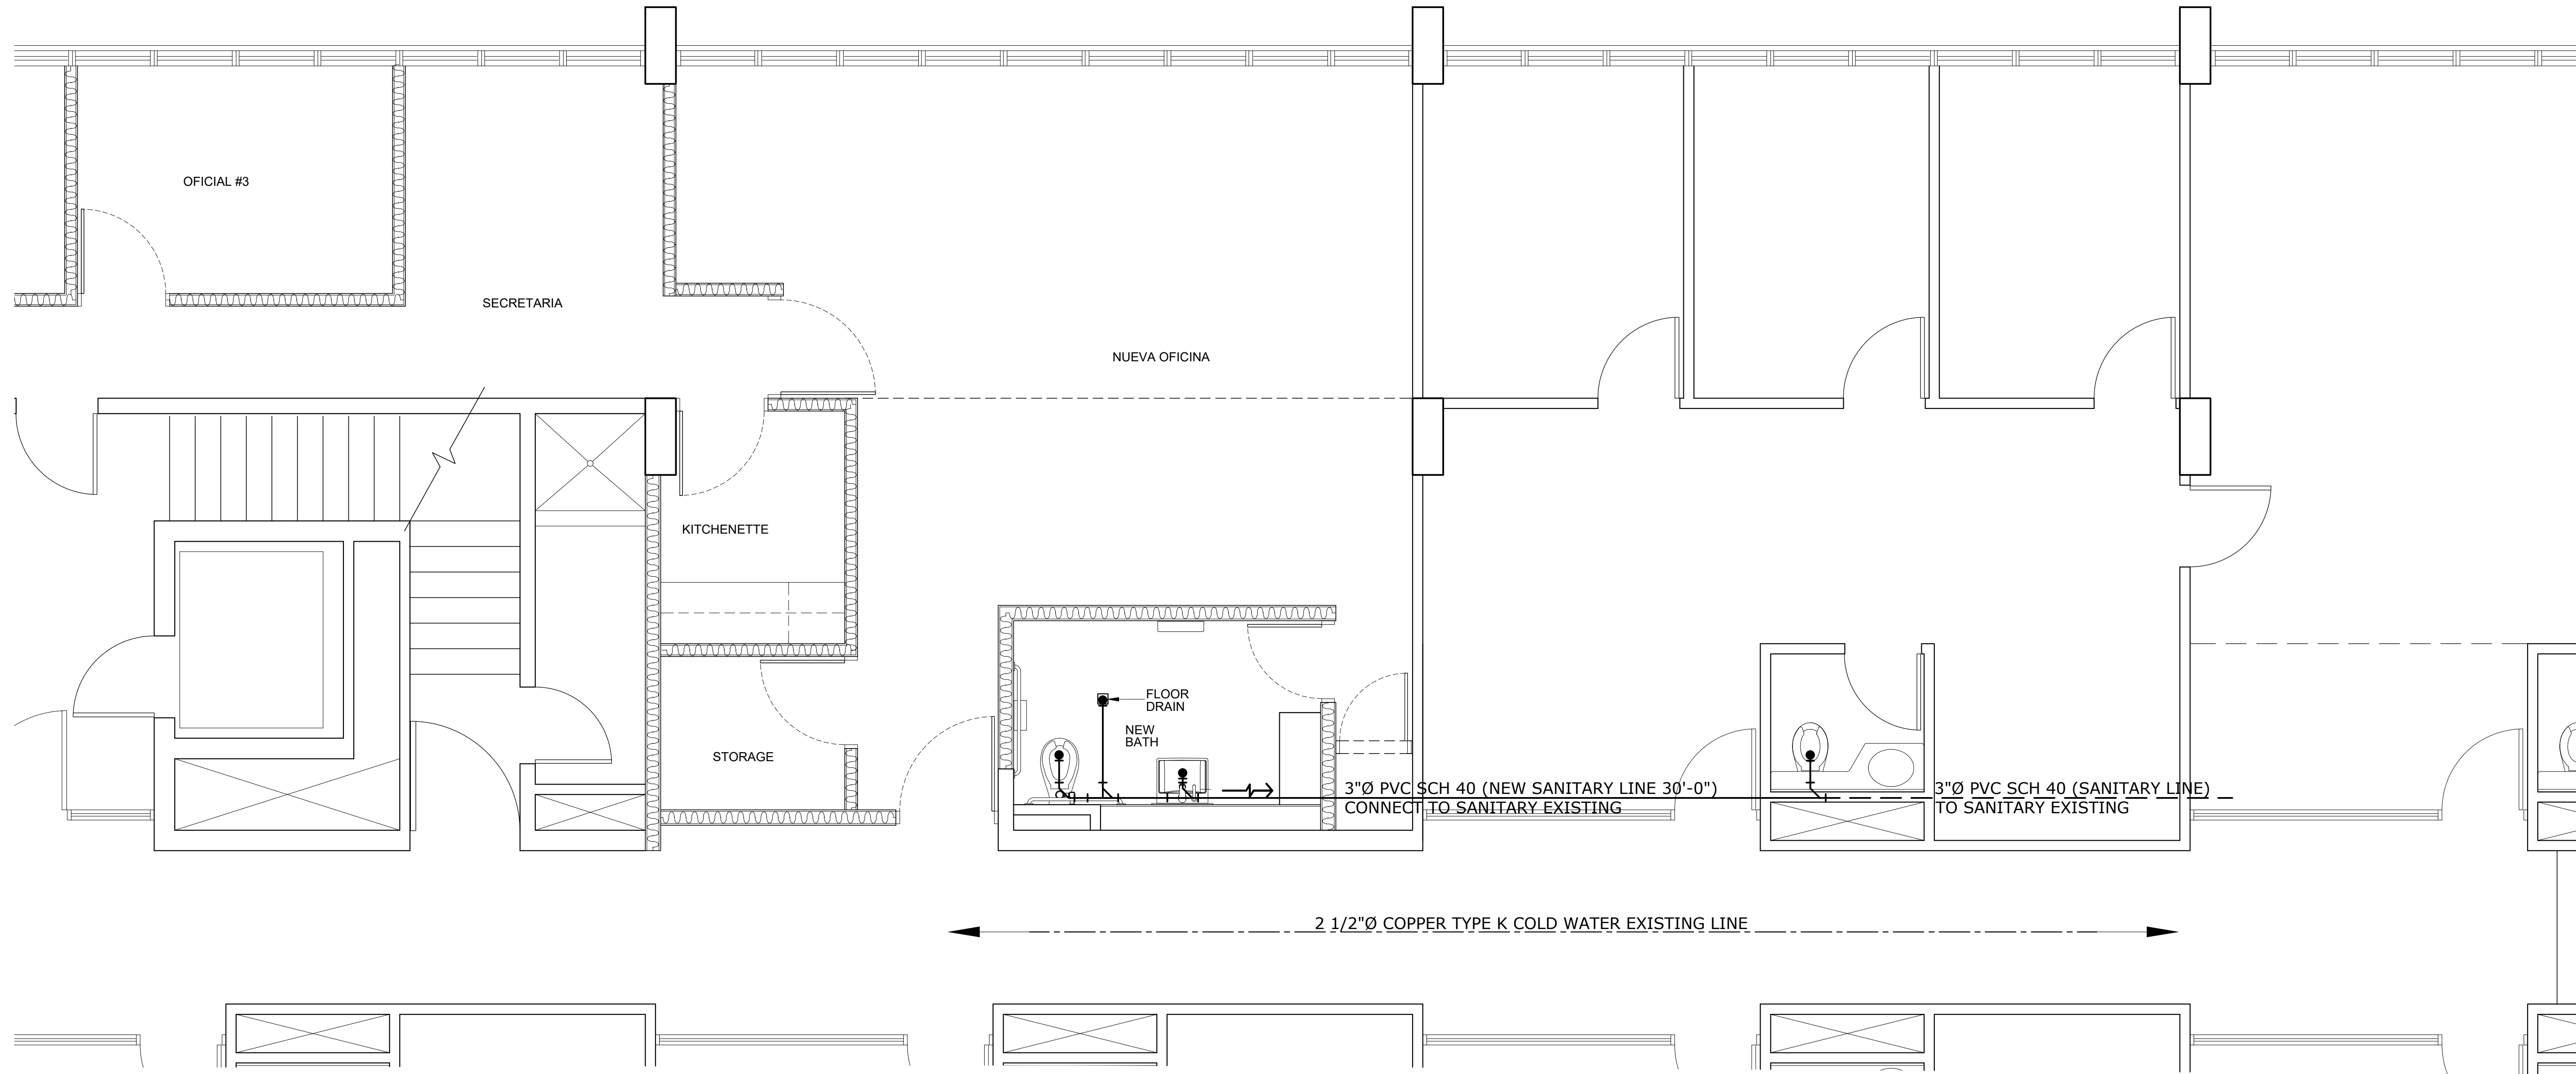 OFICIAL #3
SECRETARIA
NUEVA OFICINA
KITCHENETTE
FLOOR
DRAIN
NEW
BATH
STORAGE
3"Ø PVC SCH 40 (NEW SANITARY LINE 30'-0")
CONNECT TO SANITARY EXISTING
3"Ø PVC SCH 40 (SANITARY LINE)
TO SANITARY EXISTING
2 1/2"Ø COPPER TYPE K COLD WATER EXISTING LINE